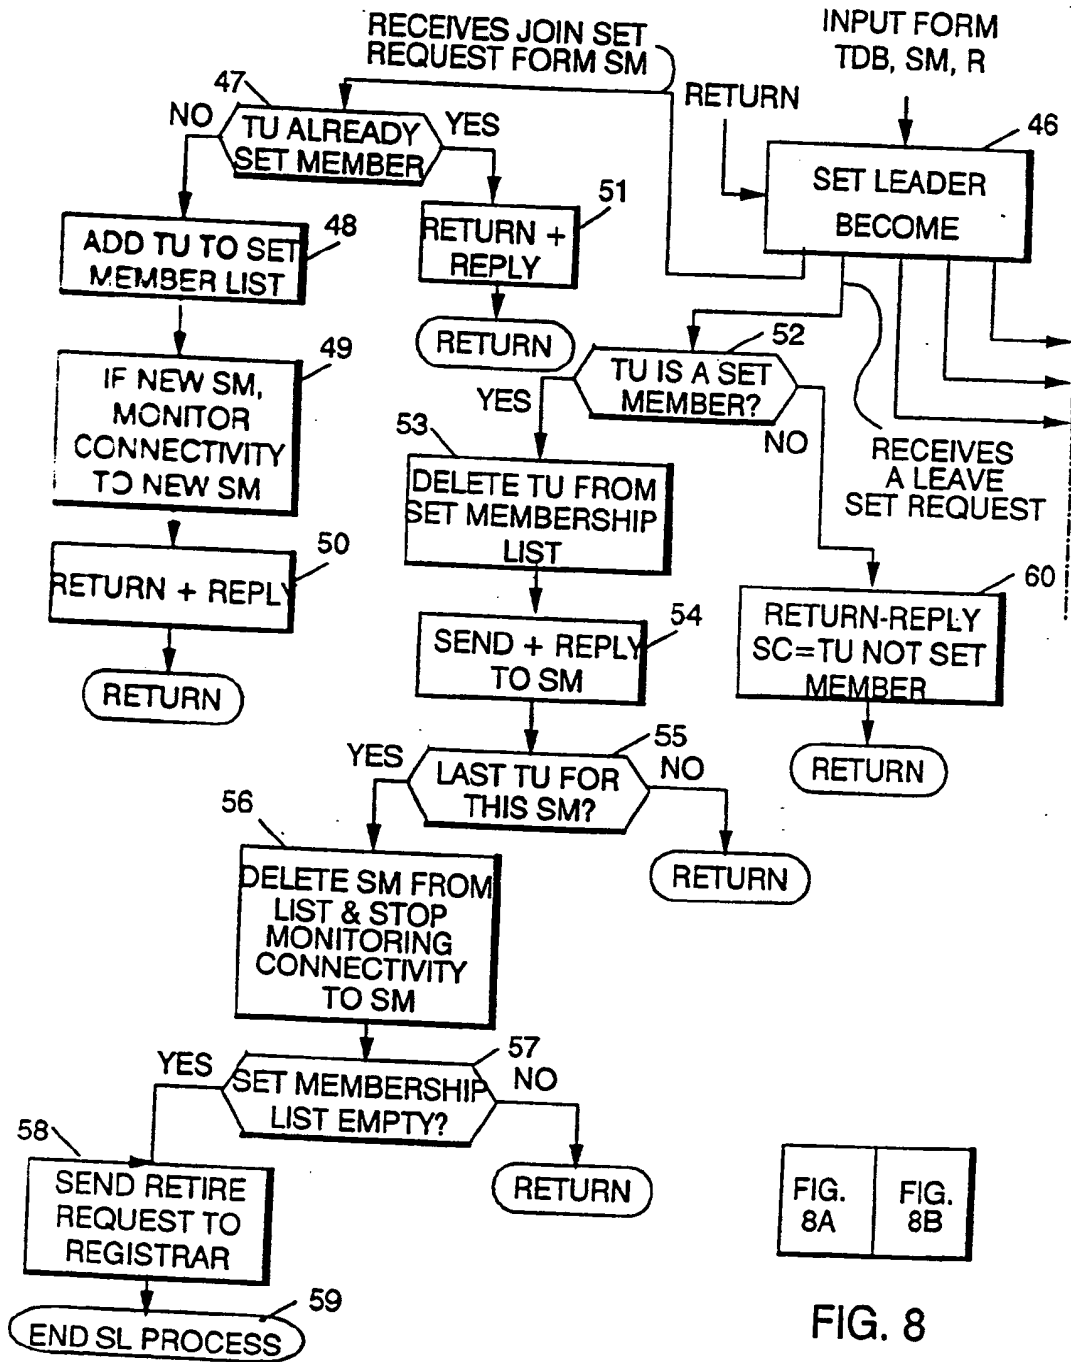 RECEIVES JOIN SET
REQUEST FORM SM
INPUT FORM
TDB, SM, R
RETURN
46
SET LEADER
BECOME
47
NO
TU ALREADY
SET MEMBER
YES
48
ADD TU TO SET
MEMBER LIST
51
RETURN +
REPLY
RETURN
49
IF NEW SM,
MONITOR
CONNECTIVITY
TO NEW SM
50
RETURN + REPLY
RETURN
52
TU IS A SET
MEMBER?
YES
NO
RECEIVES
A LEAVE
SET REQUEST
53
DELETE TU FROM
SET MEMBERSHIP
LIST
54
SEND + REPLY
TO SM
60
RETURN-REPLY
SC=TU NOT SET
MEMBER
RETURN
55
YES
LAST TU FOR
THIS SM?
NO
RETURN
56
DELETE SM FROM
LIST & STOP
MONITORING
CONNECTIVITY
TO SM
57
YES
SET MEMBERSHIP
LIST EMPTY?
NO
RETURN
58
SEND RETIRE
REQUEST TO
REGISTRAR
59
END SL PROCESS
FIG.
8A
FIG.
8B
FIG. 8